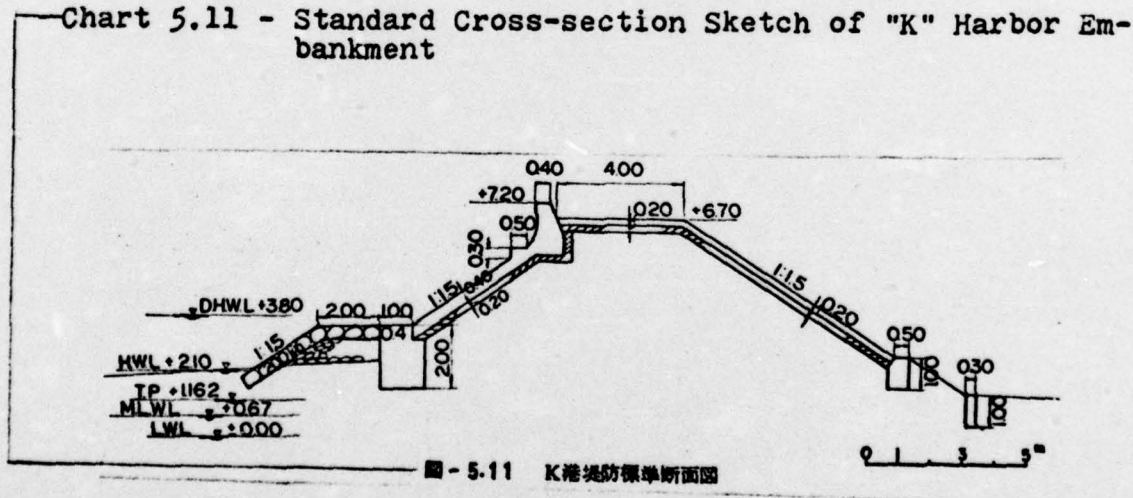 Chart 5.11 - Standard Cross-section Sketch of "K" Harbor Em-
bankment
0.40 4.00
+7.20
0.50 0.20 +6.70
0.30
1:1.5 0.40
0.20
1:1.5
0.20
DHWL +3.80 2.00 1.00
0.4
1:1.5
2.00
HWL +2.10
0.50
1.00
0.30
1.00
TP +1.162
MLWL +0.67
LWL ±0.00
0 1 3 5 m
図-5.11 K港堤防標準断面図